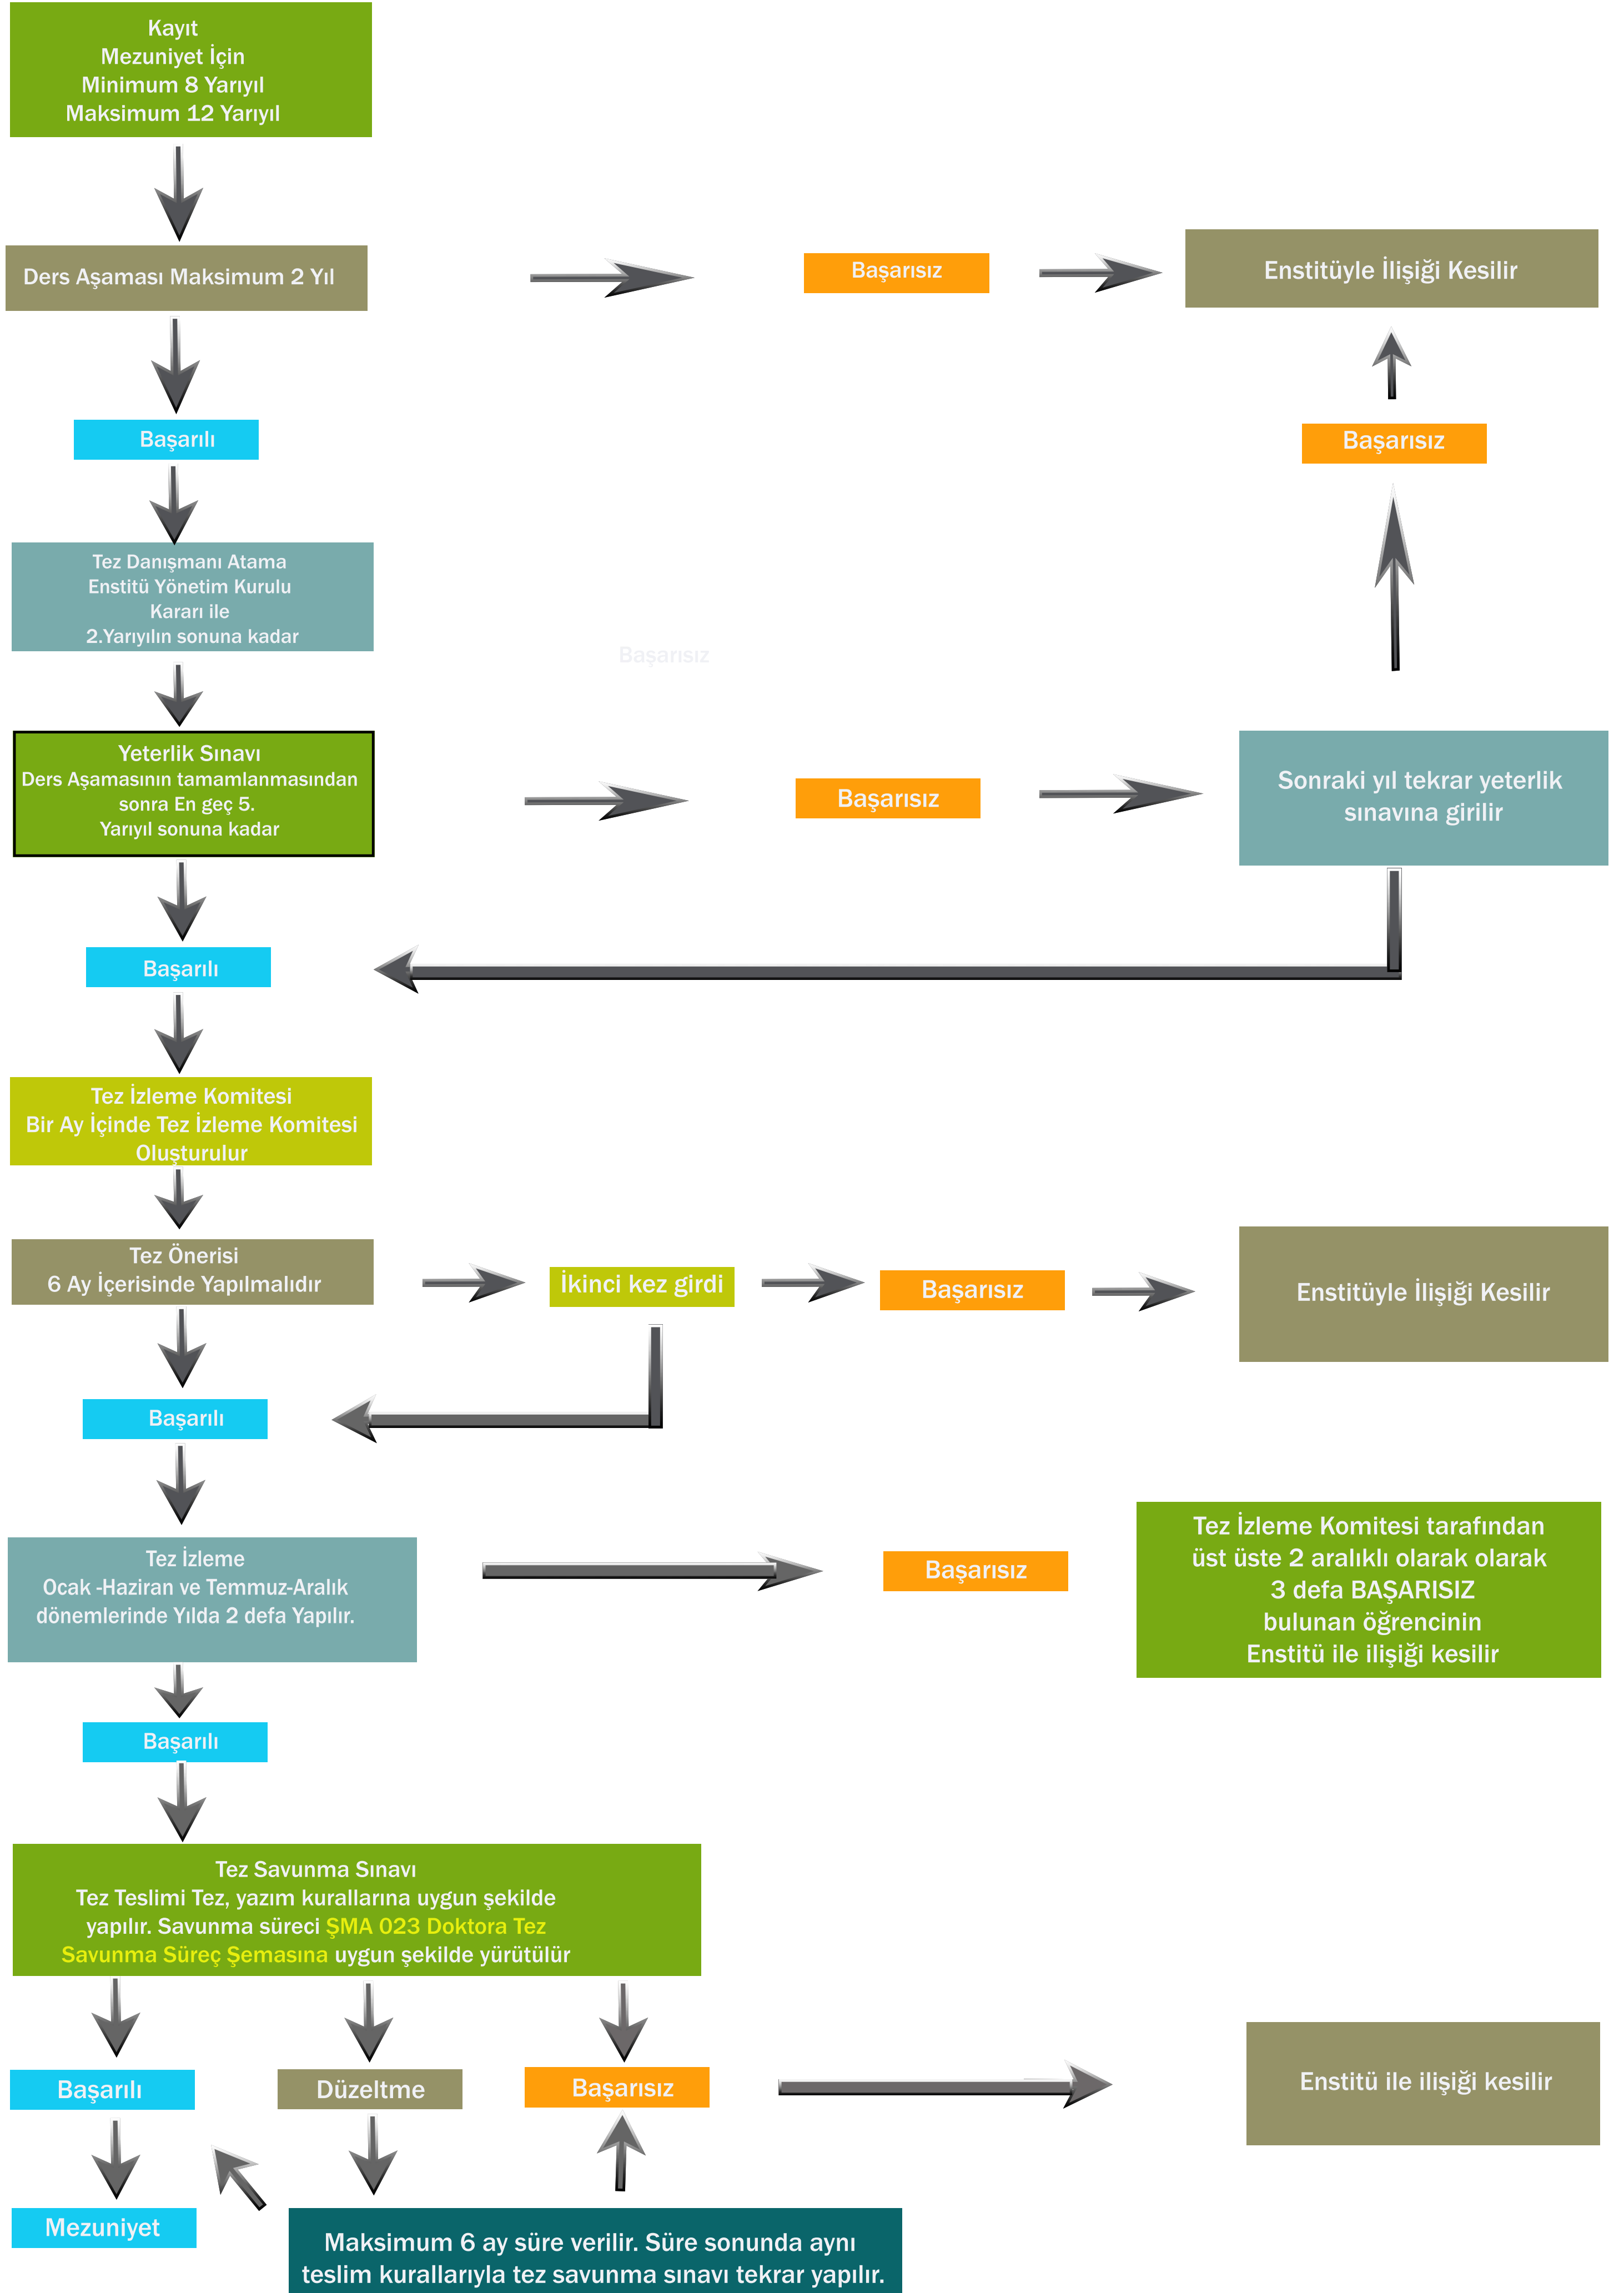 Kayıt
Mezuniyet İçin
Minimum 8 Yarıyıl
Maksimum 12 Yarıyıl
Ders Aşaması Maksimum 2 Yıl
Başarısız
Enstitüyle İlişiği Kesilir
Başarılı
Başarısız
Tez Danışmanı Atama
Enstitü Yönetim Kurulu
Kararı ile
2.Yarıyılın sonuna kadar
Başarısız
Yeterlik Sınavı
Ders Aşamasının tamamlanmasından
sonra En geç 5.
Yarıyıl sonuna kadar
Başarısız
Sonraki yıl tekrar yeterlik
sınavına girilir
Başarılı
Tez İzleme Komitesi
Bir Ay İçinde Tez İzleme Komitesi
Oluşturulur
Tez Önerisi
6 Ay İçerisinde Yapılmalıdır
İkinci kez girdi
Başarısız
Enstitüyle İlişiği Kesilir
Başarılı
Tez İzleme
Ocak -Haziran ve Temmuz-Aralık
dönemlerinde Yılda 2 defa Yapılır.
Başarısız
Tez İzleme Komitesi tarafından
üst üste 2 aralıklı olarak olarak
3 defa BAŞARISIZ
bulunan öğrencinin
Enstitü ile ilişiği kesilir
Başarılı
Tez Savunma Sınavı
Tez Teslimi Tez, yazım kurallarına uygun şekilde
yapılır. Savunma süreci ŞMA 023 Doktora Tez
Savunma Süreç Şemasına uygun şekilde yürütülür
Başarılı
Düzeltme
Başarısız
Enstitü ile ilişiği kesilir
Mezuniyet
Maksimum 6 ay süre verilir. Süre sonunda aynı
teslim kurallarıyla tez savunma sınavı tekrar yapılır.